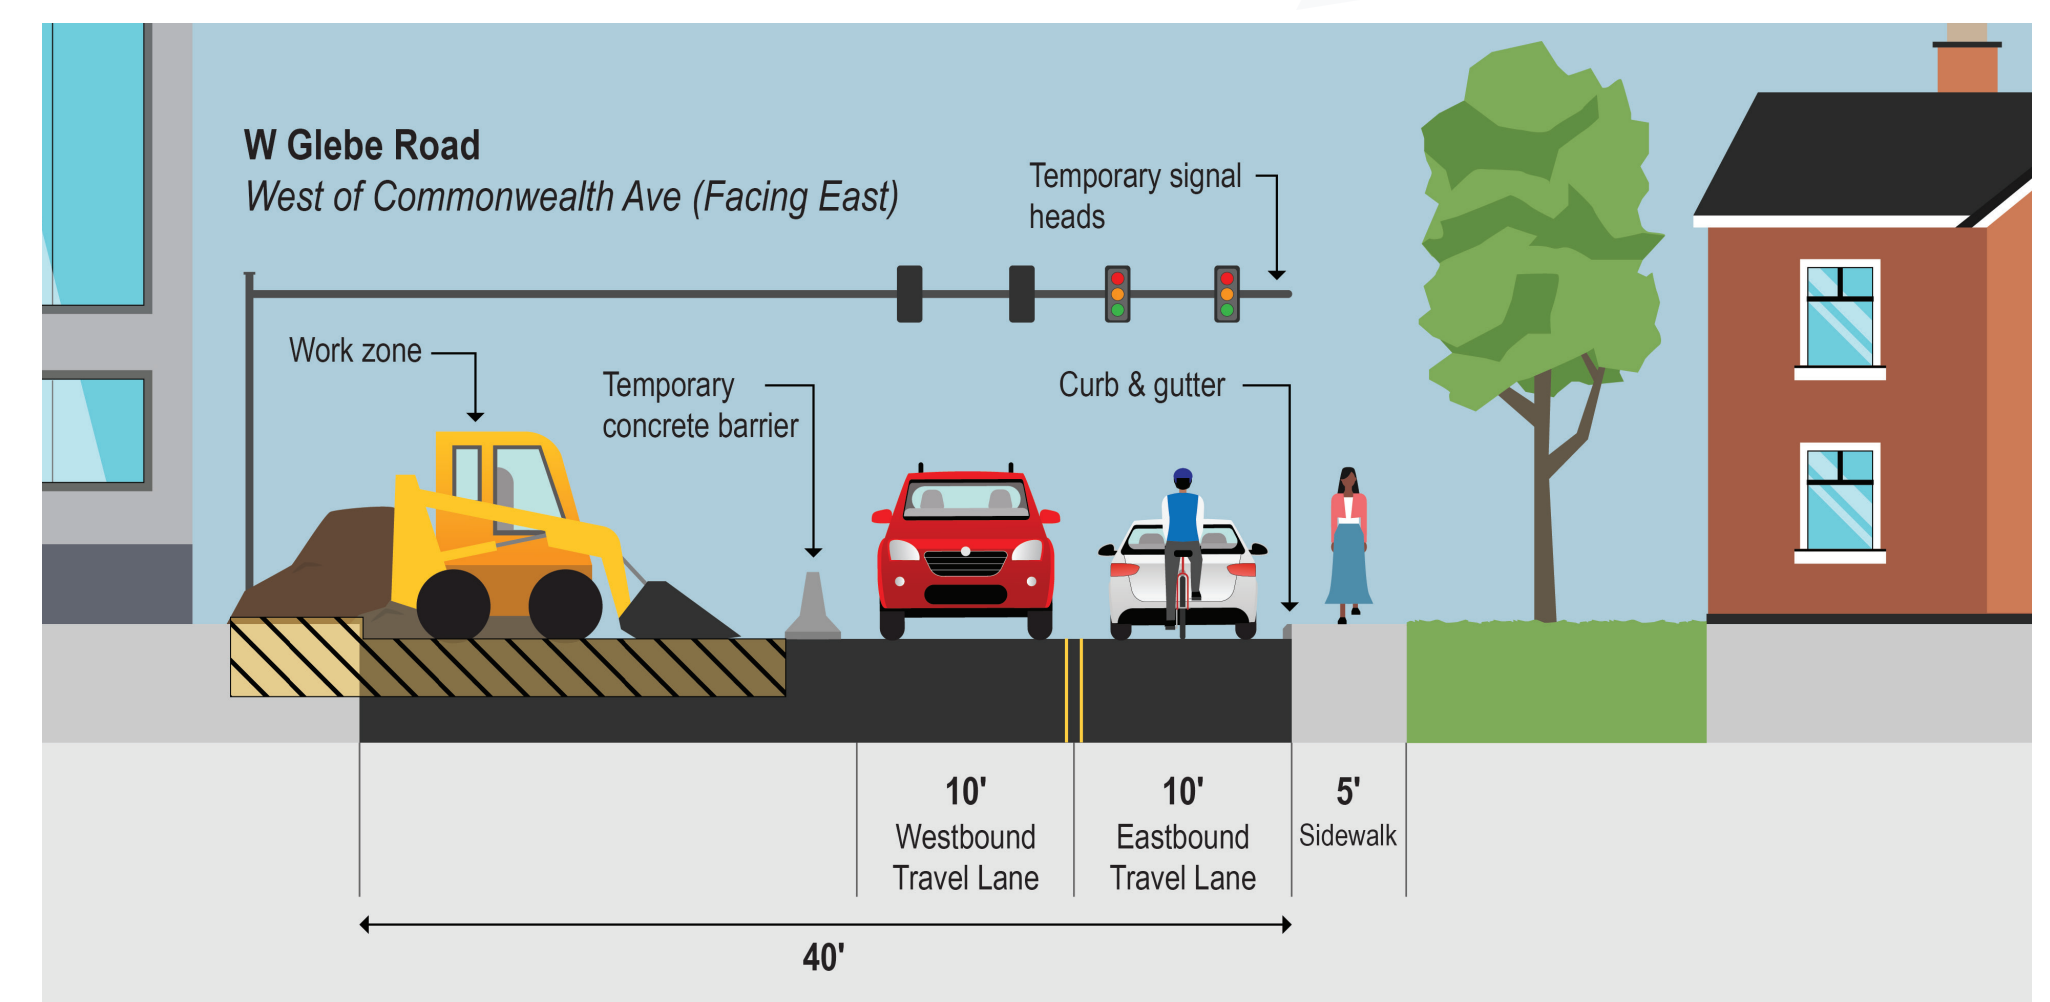 W Glebe Road
West of Commonwealth Ave (Facing East)
Temporary signal
heads
Work zone
Temporary
concrete barrier
Curb & gutter
10'
Westbound
Travel Lane
10'
Eastbound
Travel Lane
5'
Sidewalk
40'